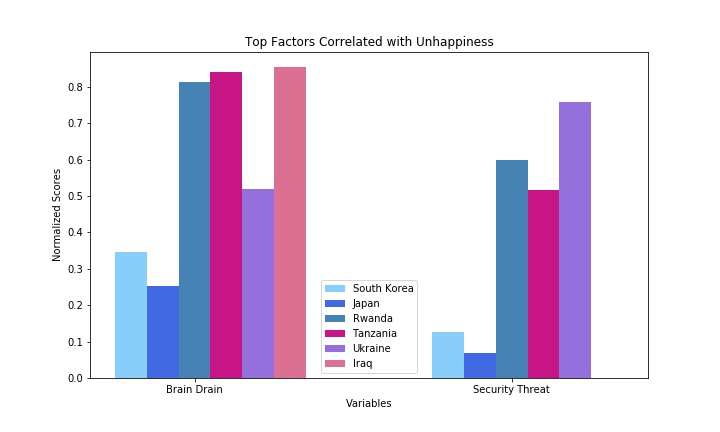 Top Factors Correlated with Unhappiness
Normalized Scores
0.8
0.7
0.6
0.5
0.4
0.3
0.2
0.1
0.0
South Korea
Japan
Rwanda
Tanzania
Ukraine
Iraq
Brain Drain
Security Threat
Variables